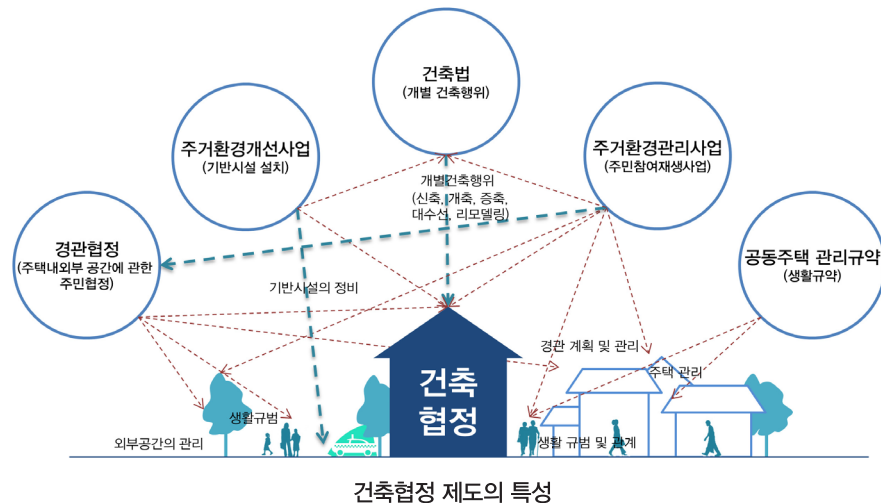 건축법
(개별 건축행위)
주거환경개선사업
(기반시설 설치)
주거환경관리사업
(주민참여재생사업)
개별건축행위
(신축, 개축, 증축,
대수선, 리모델링)
경관협정
(주택내외부 공간에 관한
주민협정)
공동주택 관리규약
(생활규약)
기반시설의 정비
경관 계획 및 관리
주택 관리
건축
협정
생활규범
외부공간의 관리
생활 규범 및 관계
건축협정 제도의 특성